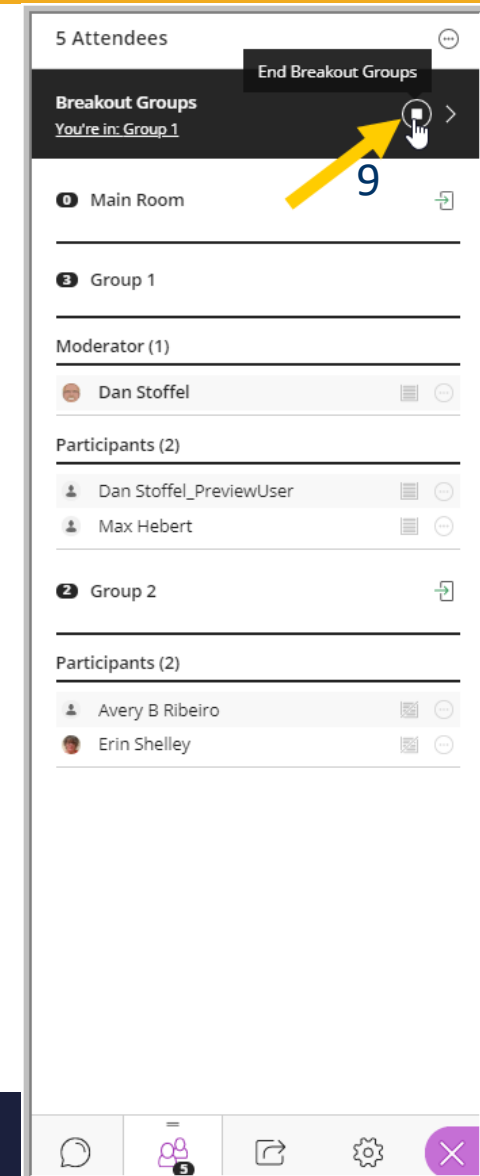 5 Attendees
End Breakout Groups
Breakout Groups
You're in: Group 1
9
0 Main Room
3 Group 1
Moderator (1)
Dan Stoffel
Participants (2)
Dan Stoffel_PreviewUser
Max Hebert
2 Group 2
Participants (2)
Avery B Ribeiro
Erin Shelley
5